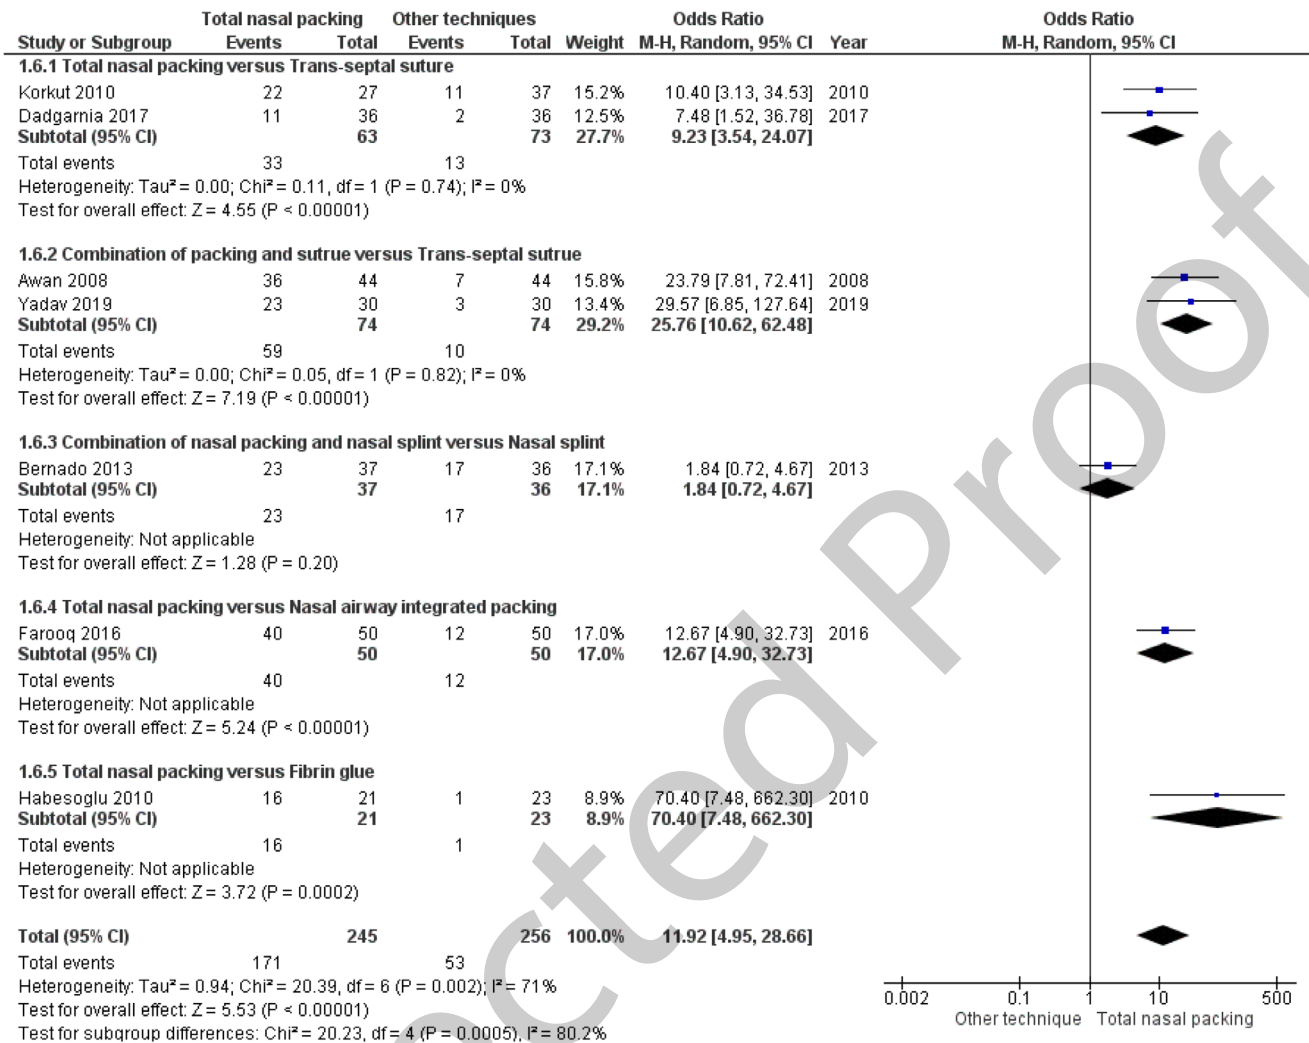 Total nasal packing Other techniques Odds Ratio Odds Ratio
Study or Subgroup Events Total Events Total Weight M-H, Random, 95% CI Year M-H, Random, 95% CI
1.6.1 Total nasal packing versus Trans-septal suture
Korkut 2010 22 27 11 37 15.2% 10.40 [3.13, 34.53] 2010
Dadgarnia 2017 11 36 2 36 12.5% 7.48 [1.52, 36.78] 2017
Subtotal (95% CI) 63 73 27.7% 9.23 [3.54, 24.07]
Total events 33 13
Heterogeneity: Tau² = 0.00; Chi² = 0.11, df = 1 (P = 0.74); I² = 0%
Test for overall effect: Z = 4.55 (P < 0.00001)
1.6.2 Combination of packing and sutrue versus Trans-septal sutrue
Awan 2008 36 44 7 44 15.8% 23.79 [7.81, 72.41] 2008
Yadav 2019 23 30 3 30 13.4% 29.57 [6.85, 127.64] 2019
Subtotal (95% CI) 74 74 29.2% 25.76 [10.62, 62.48]
Total events 59 10
Heterogeneity: Tau² = 0.00; Chi² = 0.05, df = 1 (P = 0.82); I² = 0%
Test for overall effect: Z = 7.19 (P < 0.00001)
1.6.3 Combination of nasal packing and nasal splint versus Nasal splint
Bernado 2013 23 37 17 36 17.1% 1.84 [0.72, 4.67] 2013
Subtotal (95% CI) 37 36 17.1% 1.84 [0.72, 4.67]
Total events 23 17
Heterogeneity: Not applicable
Test for overall effect: Z = 1.28 (P = 0.20)
1.6.4 Total nasal packing versus Nasal airway integrated packing
Farooq 2016 40 50 12 50 17.0% 12.67 [4.90, 32.73] 2016
Subtotal (95% CI) 50 50 17.0% 12.67 [4.90, 32.73]
Total events 40 12
Heterogeneity: Not applicable
Test for overall effect: Z = 5.24 (P < 0.00001)
1.6.5 Total nasal packing versus Fibrin glue
Habesoglu 2010 16 21 1 23 8.9% 70.40 [7.48, 662.30] 2010
Subtotal (95% CI) 21 23 8.9% 70.40 [7.48, 662.30]
Total events 16 1
Heterogeneity: Not applicable
Test for overall effect: Z = 3.72 (P = 0.0002)
Total (95% CI) 245 256 100.0% 11.92 [4.95, 28.66]
Total events 171 53
Heterogeneity: Tau² = 0.94; Chi² = 20.39, df = 6 (P = 0.002); I² = 71%
Test for overall effect: Z = 5.53 (P < 0.00001)
Test for subgroup differences: Chi² = 20.23, df = 4 (P = 0.0005), I² = 80.2%
0.002 0.1 1 10 500
Other technique Total nasal packing
cted Proof